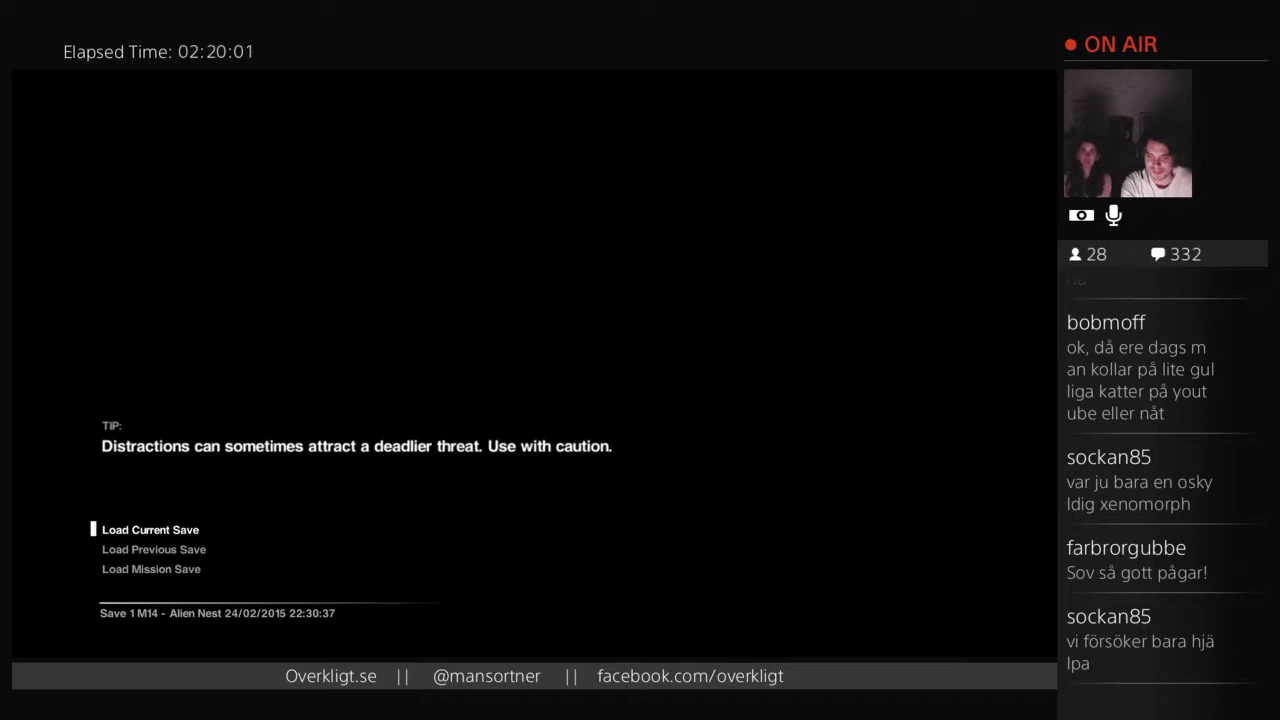 Elapsed Time: 02:20:01
ON AIR
28 332
bobmoff
ok, då ere dags m
an kollar på lite gul
liga katter på yout
ube eller nåt
sockan85
var ju bara en osky
ldig xenomorph
farbrorgubbe
Sov så gott pågar!
sockan85
vi försöker bara hjä
lpa
TIP:
Distractions can sometimes attract a deadlier threat. Use with caution.
Load Current Save
Load Previous Save
Load Mission Save
Save 1 M14 - Alien Nest 24/02/2015 22:30:37
Overkligt.se || @mansortner || facebook.com/overkligt